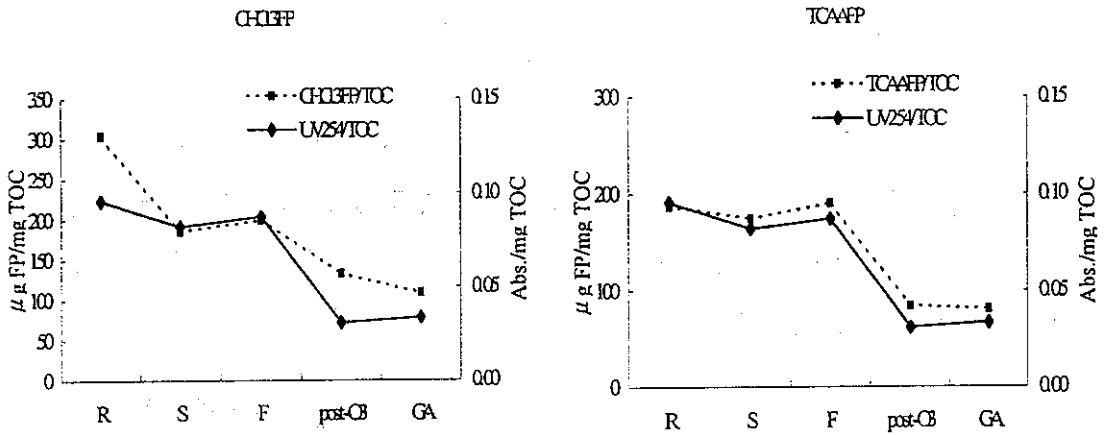 CHCl3FP
CHCl3FP/TOC
UV254/TOC
350
300
250
200
150
100
50
0
μg FP/mg TOC
0.15
0.10
0.05
0.00
Abs./mg TOC
R S F post-O3 GA
TCAAFP
TCAAFP/TOC
UV254/TOC
300
200
100
0
μg FP/mg TOC
0.15
0.10
0.05
0.00
Abs./mg TOC
R S F post-O3 GA